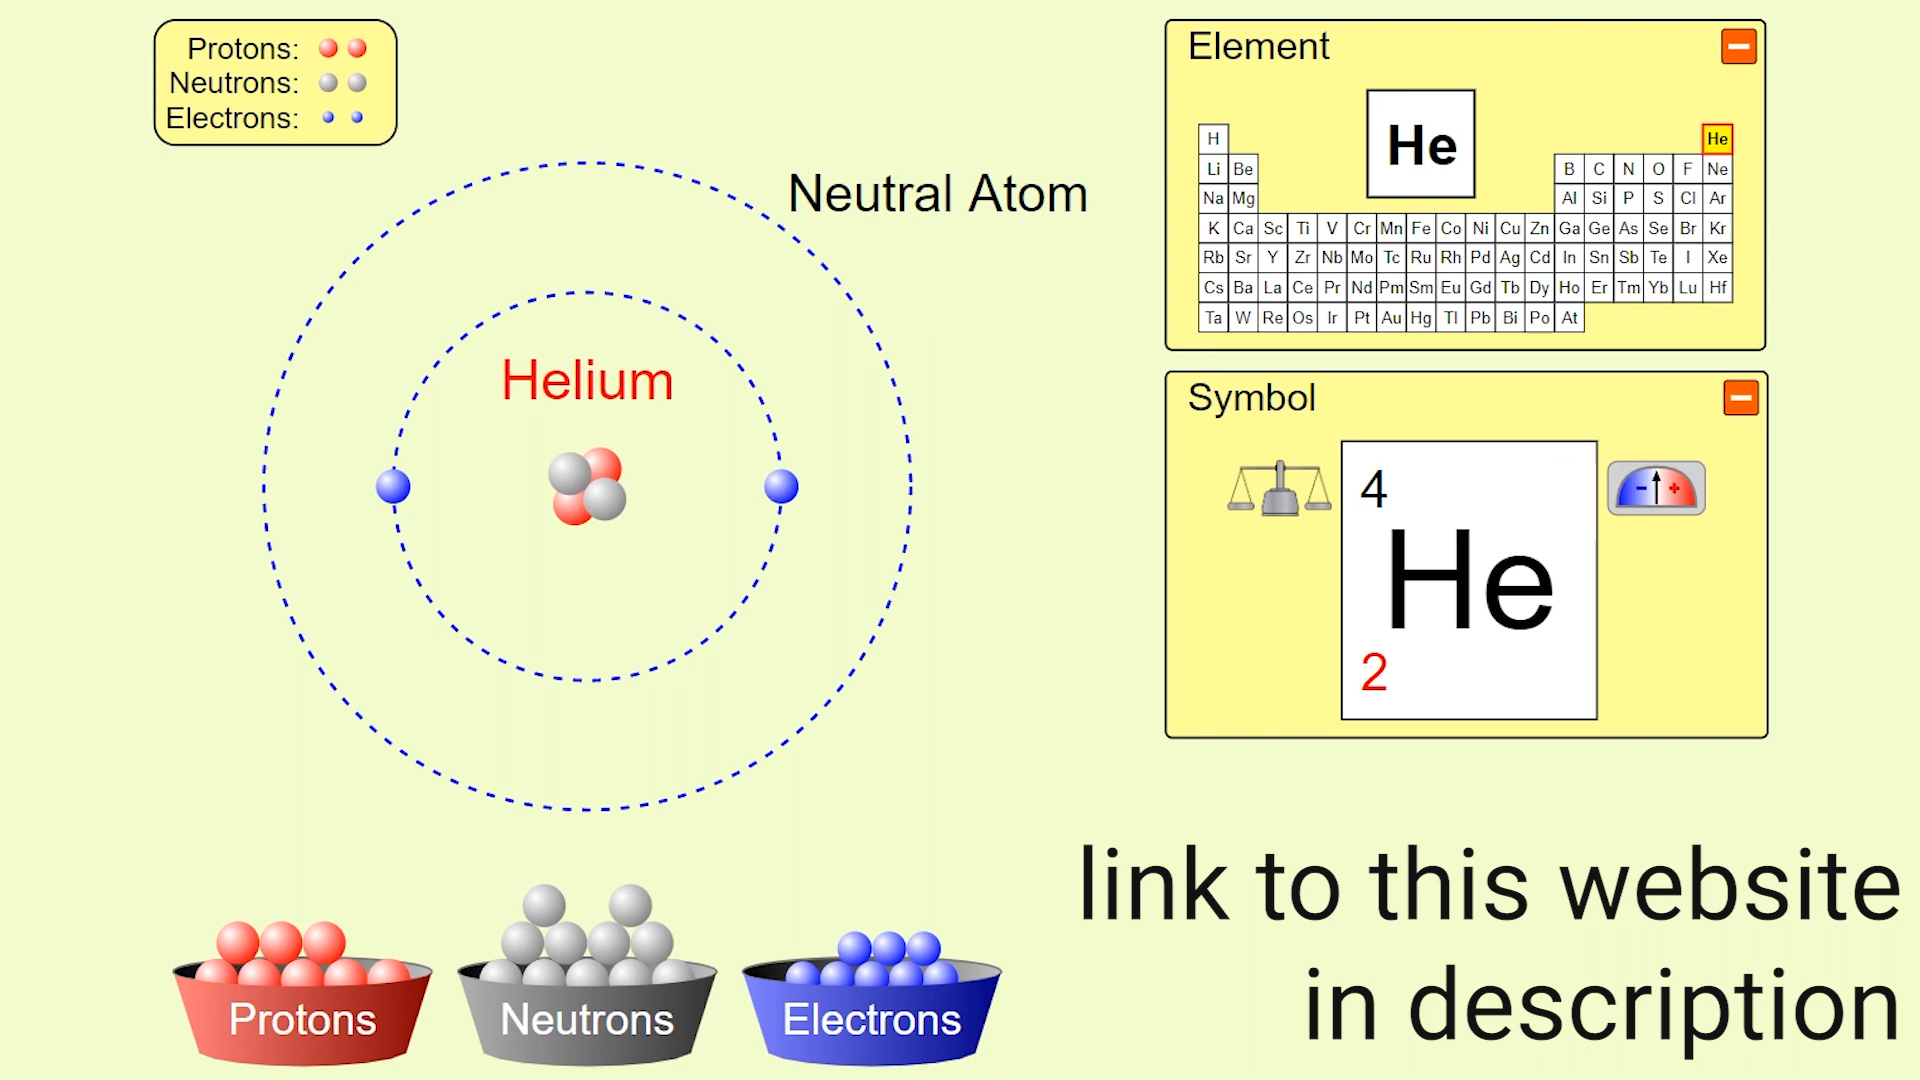 Protons:
Neutrons:
Electrons:
Neutral Atom
Helium
Protons
Neutrons
Electrons
Element
He
H He
Li Be B C N O F Ne
Na Mg Al Si P S Cl Ar
K Ca Sc Ti V Cr Mn Fe Co Ni Cu Zn Ga Ge As Se Br Kr
Rb Sr Y Zr Nb Mo Tc Ru Rh Pd Ag Cd In Sn Sb Te I Xe
Cs Ba La Ce Pr Nd Pm Sm Eu Gd Tb Dy Ho Er Tm Yb Lu Hf
Ta W Re Os Ir Pt Au Hg Tl Pb Bi Po At
Symbol
4
He
2
- +
link to this website
in description